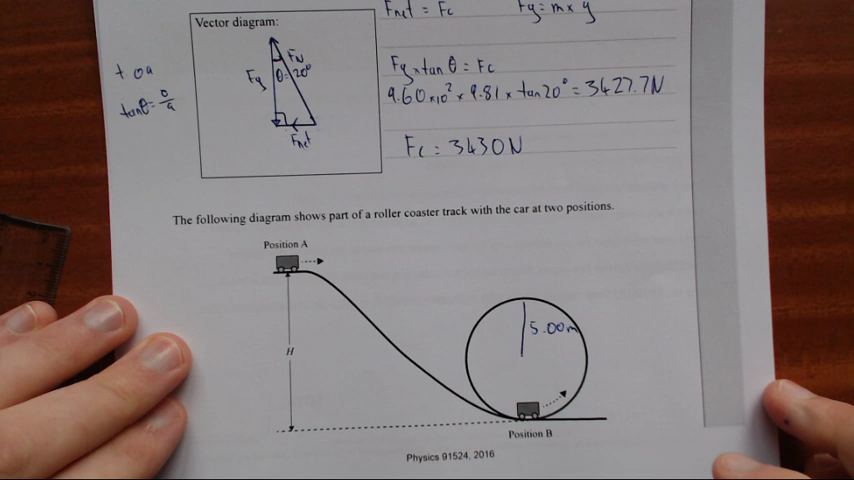 Fnet = Fc
Fg = m x g
Vector diagram:
FN
Fg
θ = 20°
Fnet
toa
tanθ = o/a
Fg x tan θ = Fc
9.60 x10² x 9.81 x tan 20° = 3427.7N
Fc = 3430N
The following diagram shows part of a roller coaster track with the car at two positions.
Position A
H
5.00m
Position B
Physics 91524, 2016